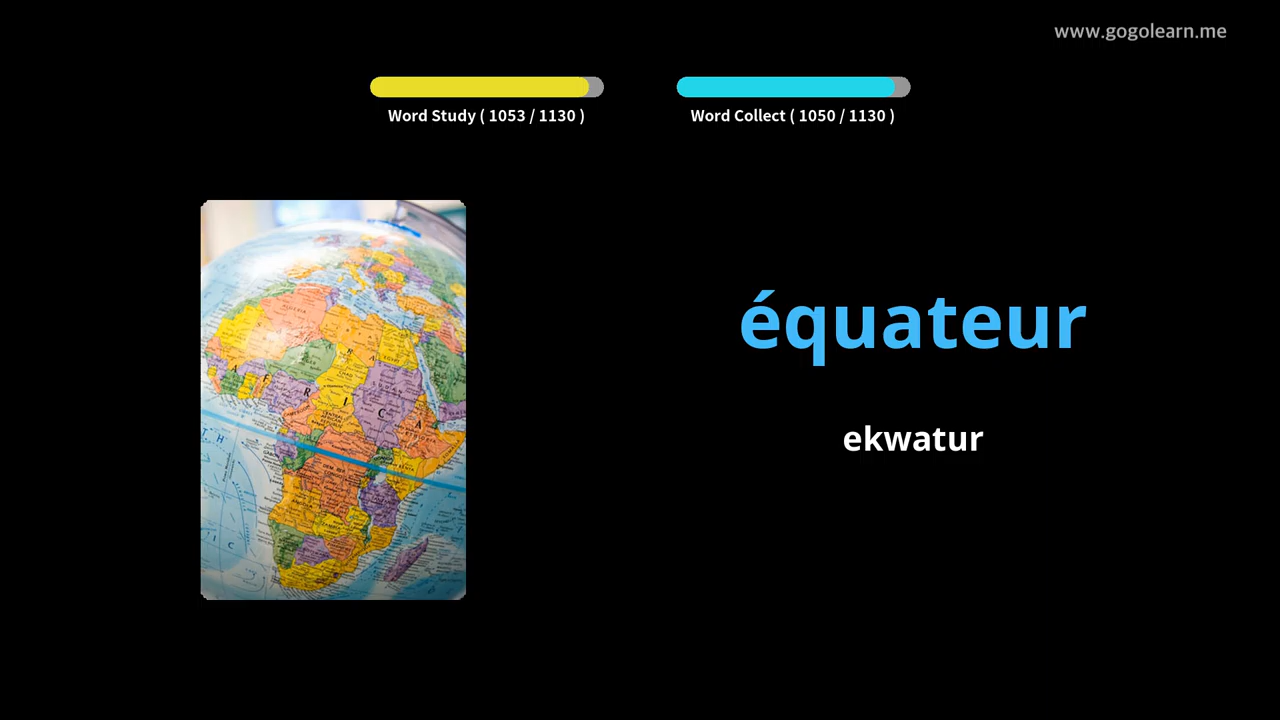 www.gogolearn.me
Word Study ( 1053 / 1130 )
Word Collect ( 1050 / 1130 )
équateur
ekwatur
A F R I C A